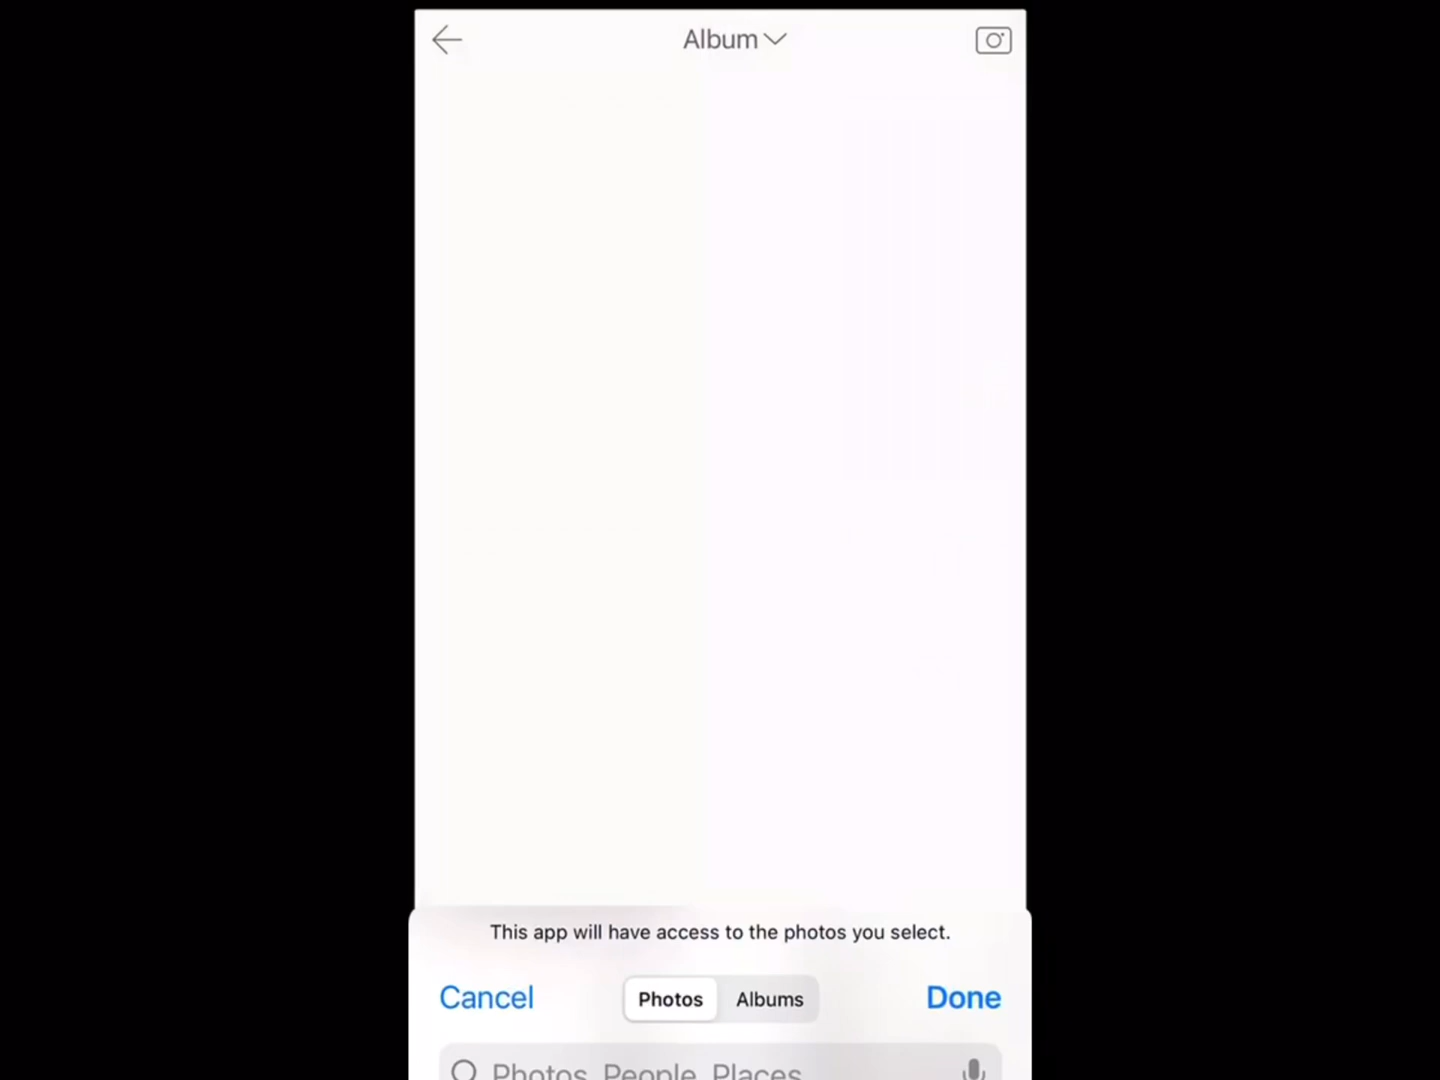 Album
This app will have access to the photos you select.
Cancel
Photos
Albums
Done
Photos, People, Places